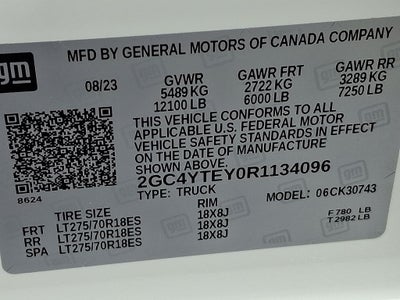 gm
MFD BY GENERAL MOTORS OF CANADA COMPANY
08/23 GVWR GAWR FRT GAWR RR
5489 KG 2722 KG 3289 KG
12100 LB 6000 LB 7250 LB
THIS VEHICLE CONFORMS TO ALL
APPLICABLE U.S. FEDERAL MOTOR
VEHICLE SAFETY STANDARDS IN EFFECT
ON THE DATE OF MANUFACTURE
SHOWN ABOVE.
2GC4YTEY0R1134096
8624 TYPE: TRUCK MODEL: 06CK30743
TIRE SIZE RIM
FRT LT275/70R18ES 18X8J F 780 LB
RR LT275/70R18ES 18X8J T 2982 LB
SPA LT275/70R18ES 18X8J